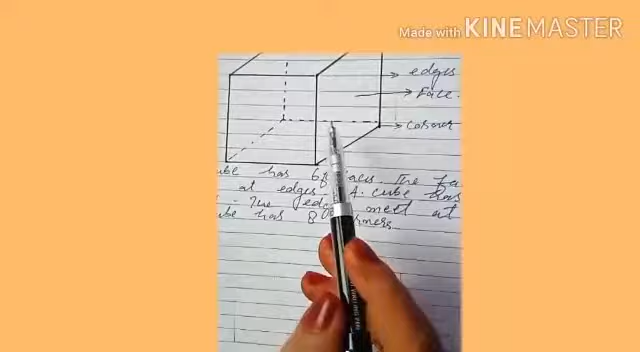 Made with KINEMASTER
edges
Face.
corner
ube has 6 faces. The fa
at edges. A cube has
. The edg meet at
ube has 8 corners